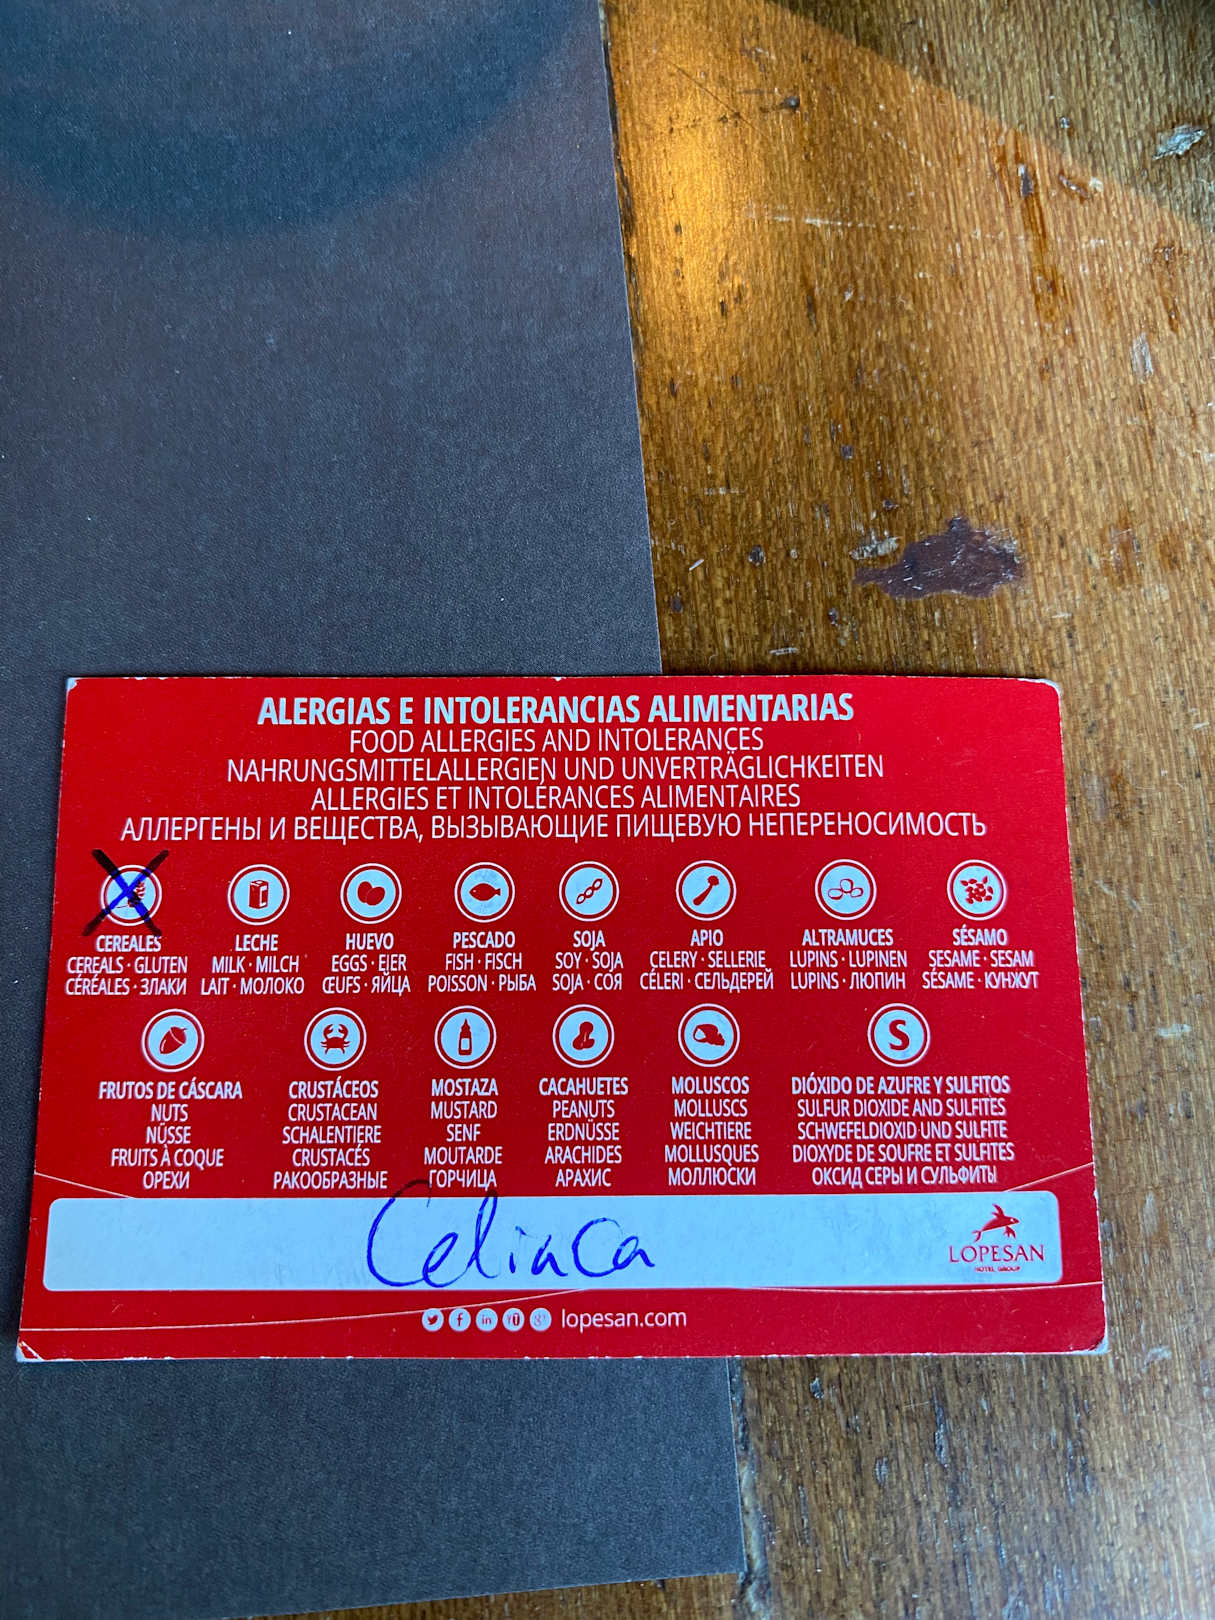 ALERGIAS E INTOLERANCIAS ALIMENTARIAS
FOOD ALLERGIES AND INTOLERANCES
NAHRUNGSMITTELALLERGIEN UND UNVERTRÄGLICHKEITEN
ALLERGIES ET INTOLÉRANCES ALIMENTAIRES
АЛЛЕРГЕНЫ И ВЕЩЕСТВА, ВЫЗЫВАЮЩИЕ ПИЩЕВУЮ НЕПЕРЕНОСИМОСТЬ
CEREALES
CEREALS · GLUTEN
CÉRÉALES · ЗЛАКИ
LECHE
MILK · MILCH
LAIT · МОЛОКО
HUEVO
EGGS · EIER
ŒUFS · ЯЙЦА
PESCADO
FISH · FISCH
POISSON · РЫБА
SOJA
SOY · SOJA
SOJA · СОЯ
APIO
CELERY · SELLERIE
CÉLERI · СЕЛЬДЕРЕЙ
ALTRAMUCES
LUPINS · LUPINEN
LUPINS · ЛЮПИН
SÉSAMO
SESAME · SESAM
SÉSAME · КУНЖУТ
FRUTOS DE CÁSCARA
NUTS
NÜSSE
FRUITS À COQUE
ОРЕХИ
CRUSTÁCEOS
CRUSTACEAN
SCHALENTIERE
CRUSTACÉS
РАКООБРАЗНЫЕ
MOSTAZA
MUSTARD
SENF
MOUTARDE
ГОРЧИЦА
CACAHUETES
PEANUTS
ERDNÜSSE
ARACHIDES
АРАХИС
MOLUSCOS
MOLLUSCS
WEICHTIERE
MOLLUSQUES
МОЛЛЮСКИ
S
DIÓXIDO DE AZUFRE Y SULFITOS
SULFUR DIOXIDE AND SULFITES
SCHWEFELDIOXID UND SULFITE
DIOXYDE DE SOUFRE ET SULFITES
ОКСИД СЕРЫ И СУЛЬФИТЫ
Celiaca
LOPESAN
HOTEL GROUP
lopesan.com